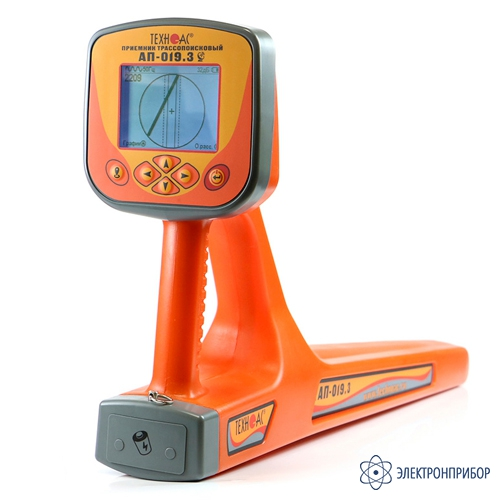 ТЕХНОАС
ПРИЕМНИК ТРАССОПОИСКОВЫЙ
АП-019.3
ТЕХНОАС
АП-019.3
ЭЛЕКТРОНПРИБОР